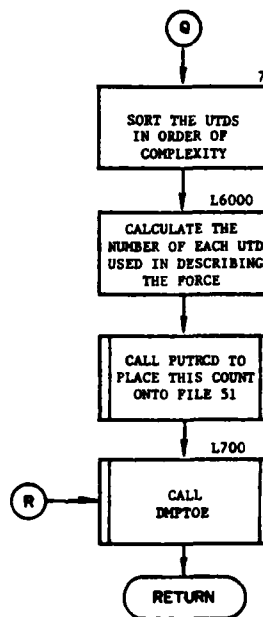 Q
7
SORT THE UTDS
IN ORDER OF
COMPLEXITY
L6000
CALCULATE THE
NUMBER OF EACH UTD
USED IN DESCRIBING
THE FORCE
CALL PUTRCD TO
PLACE THIS COUNT
ONTO FILE 51
L700
R
CALL
DMPTOE
RETURN